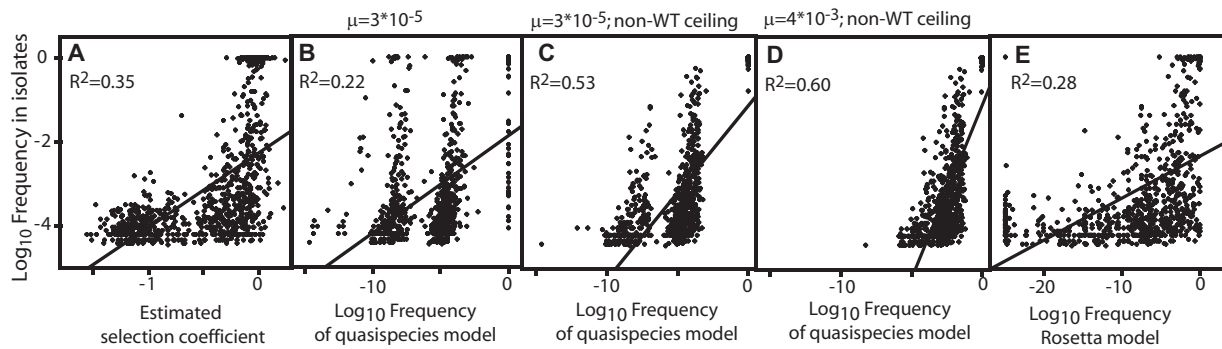 μ=3*10-5
μ=3*10-5; non-WT ceiling
μ=4*10-3; non-WT ceiling
A
B
C
D
E
R2=0.35
R2=0.22
R2=0.53
R2=0.60
R2=0.28
Log10 Frequency in isolates
0
-2
-4
-1 0
-10 0
-10 -5 0
-10 -5 0
-20 -10 0
Estimated
selection coefficient
Log10 Frequency
of quasispecies model
Log10 Frequency
of quasispecies model
Log10 Frequency
of quasispecies model
Log10 Frequency
Rosetta model